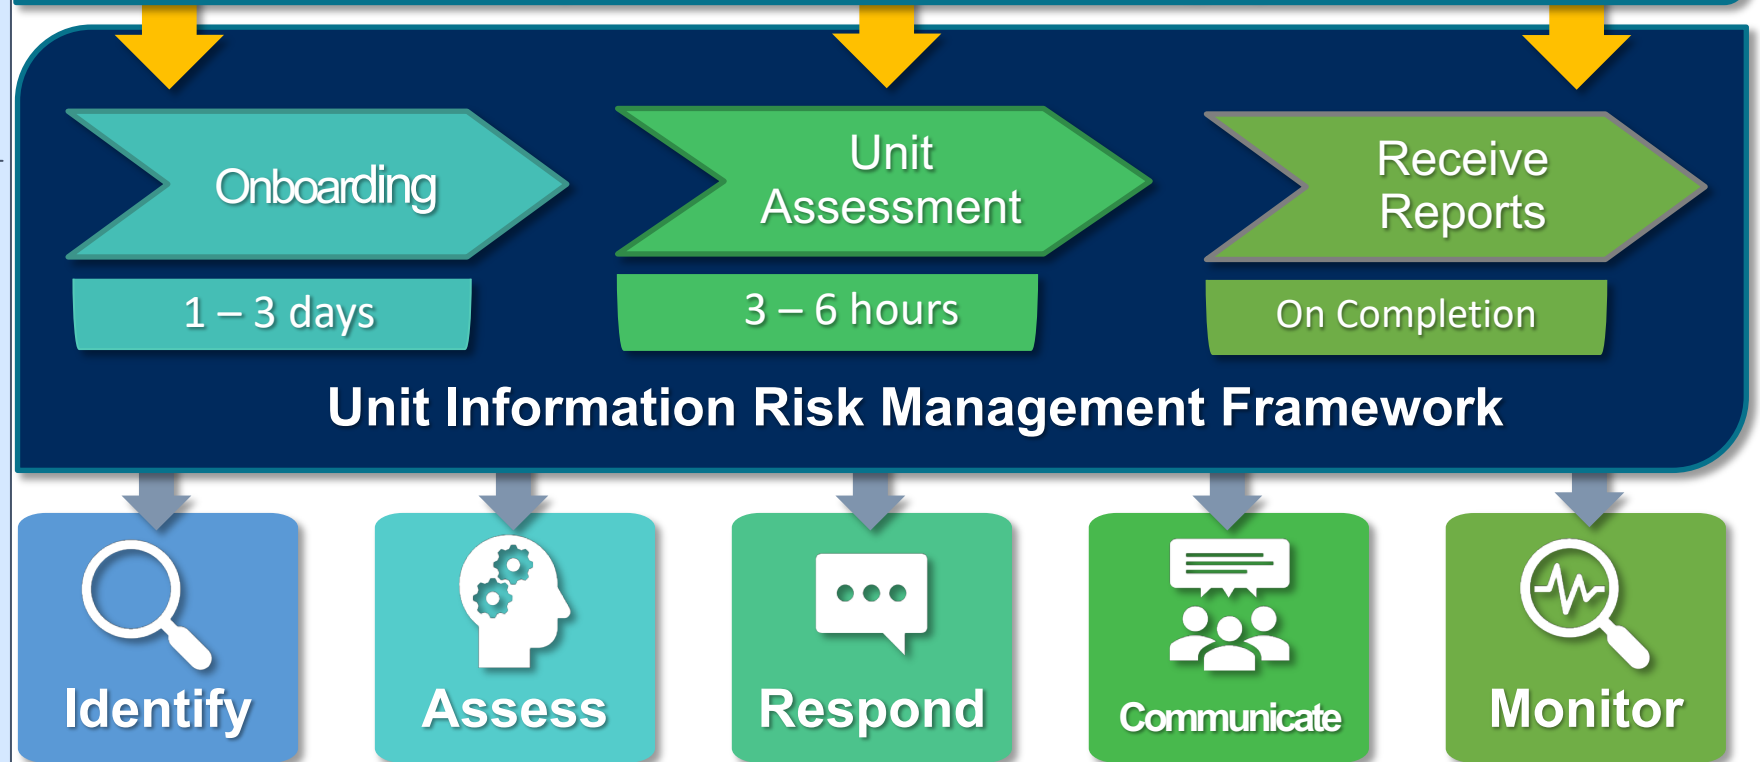 Onboarding
Unit
Assessment
Receive
Reports
1 – 3 days
3 – 6 hours
On Completion
Unit Information Risk Management Framework
Identify
Assess
Respond
Communicate
Monitor